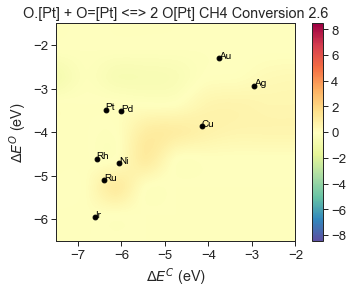 O.[Pt] + O=[Pt] <=> 2 O[Pt] CH4 Conversion 2.6
−2
−3
−4
−5
−6
ΔE^O (eV)
Au
Ag
Pt
Pd
Cu
Rh
Ni
Ru
Ir
−7
−6
−5
−4
−3
−2
ΔE^C (eV)
8
6
4
2
0
−2
−4
−6
−8